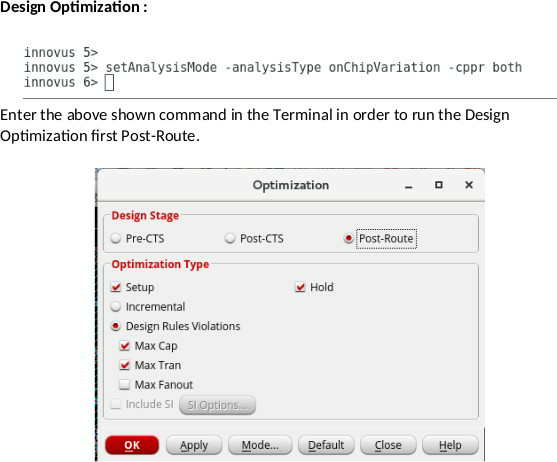 Design Optimization :
innovus 5>
innovus 5> setAnalysisMode -analysisType onChipVariation -cppr both
innovus 6>
Enter the above shown command in the Terminal in order to run the Design
Optimization first Post-Route.
Optimization
Design Stage
Pre-CTS Post-CTS Post-Route
Optimization Type
Setup Hold
Incremental
Design Rules Violations
Max Cap
Max Tran
Max Fanout
Include SI SI Options...
OK Apply Mode... Default Close Help